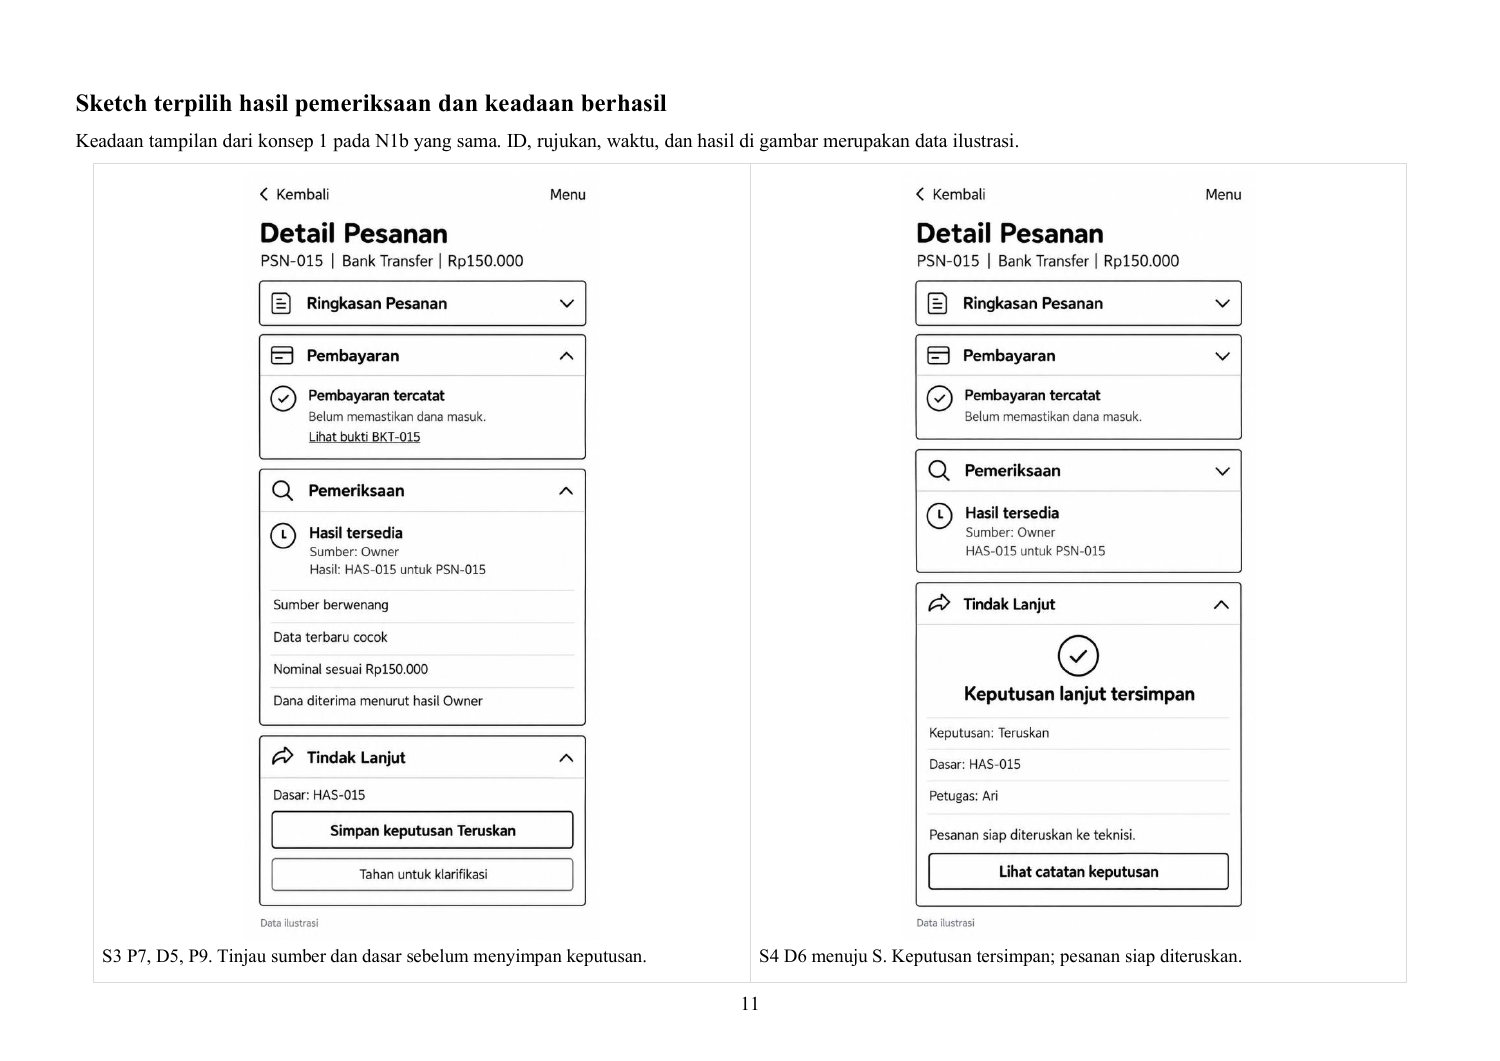 Sketch terpilih hasil pemeriksaan dan keadaan berhasil
Keadaan tampilan dari konsep 1 pada N1b yang sama. ID, rujukan, waktu, dan hasil di gambar merupakan data ilustrasi.
Kembali
Menu
Detail Pesanan
PSN-015 | Bank Transfer | Rp150.000
Ringkasan Pesanan
Pembayaran
Pembayaran tercatat
Belum memastikan dana masuk.
Lihat bukti BKT-015
Pemeriksaan
Hasil tersedia
Sumber: Owner
Hasil: HAS-015 untuk PSN-015
Sumber berwenang
Data terbaru cocok
Nominal sesuai Rp150.000
Dana diterima menurut hasil Owner
Tindak Lanjut
Dasar: HAS-015
Simpan keputusan Teruskan
Tahan untuk klarifikasi
Data ilustrasi
S3 P7, D5, P9. Tinjau sumber dan dasar sebelum menyimpan keputusan.
Kembali
Menu
Detail Pesanan
PSN-015 | Bank Transfer | Rp150.000
Ringkasan Pesanan
Pembayaran
Pembayaran tercatat
Belum memastikan dana masuk.
Pemeriksaan
Hasil tersedia
Sumber: Owner
HAS-015 untuk PSN-015
Tindak Lanjut
Keputusan lanjut tersimpan
Keputusan: Teruskan
Dasar: HAS-015
Petugas: Ari
Pesanan siap diteruskan ke teknisi.
Lihat catatan keputusan
Data ilustrasi
S4 D6 menuju S. Keputusan tersimpan; pesanan siap diteruskan.
11